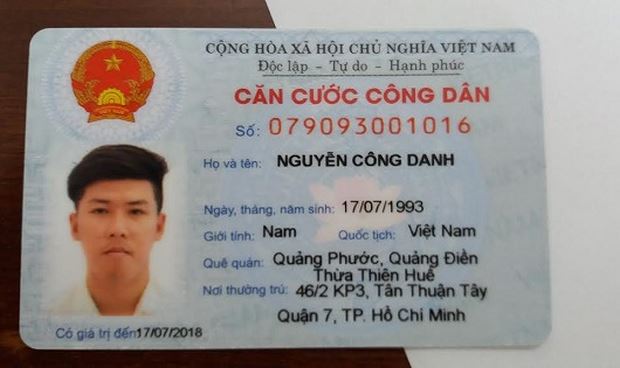 CỘNG HÒA XÃ HỘI CHỦ NGHĨA VIỆT NAM
Độc lập - Tự do - Hạnh phúc
CĂN CƯỚC CÔNG DÂN
Số: 079093001016
Họ và tên: NGUYỄN CÔNG DANH
Ngày, tháng, năm sinh: 17/07/1993
Giới tính: Nam Quốc tịch: Việt Nam
Quê quán: Quảng Phước, Quảng Điền
Thừa Thiên Huế
Nơi thường trú: 46/2 KP3, Tân Thuận Tây
Quận 7, TP. Hồ Chí Minh
Có giá trị đến 17/07/2018